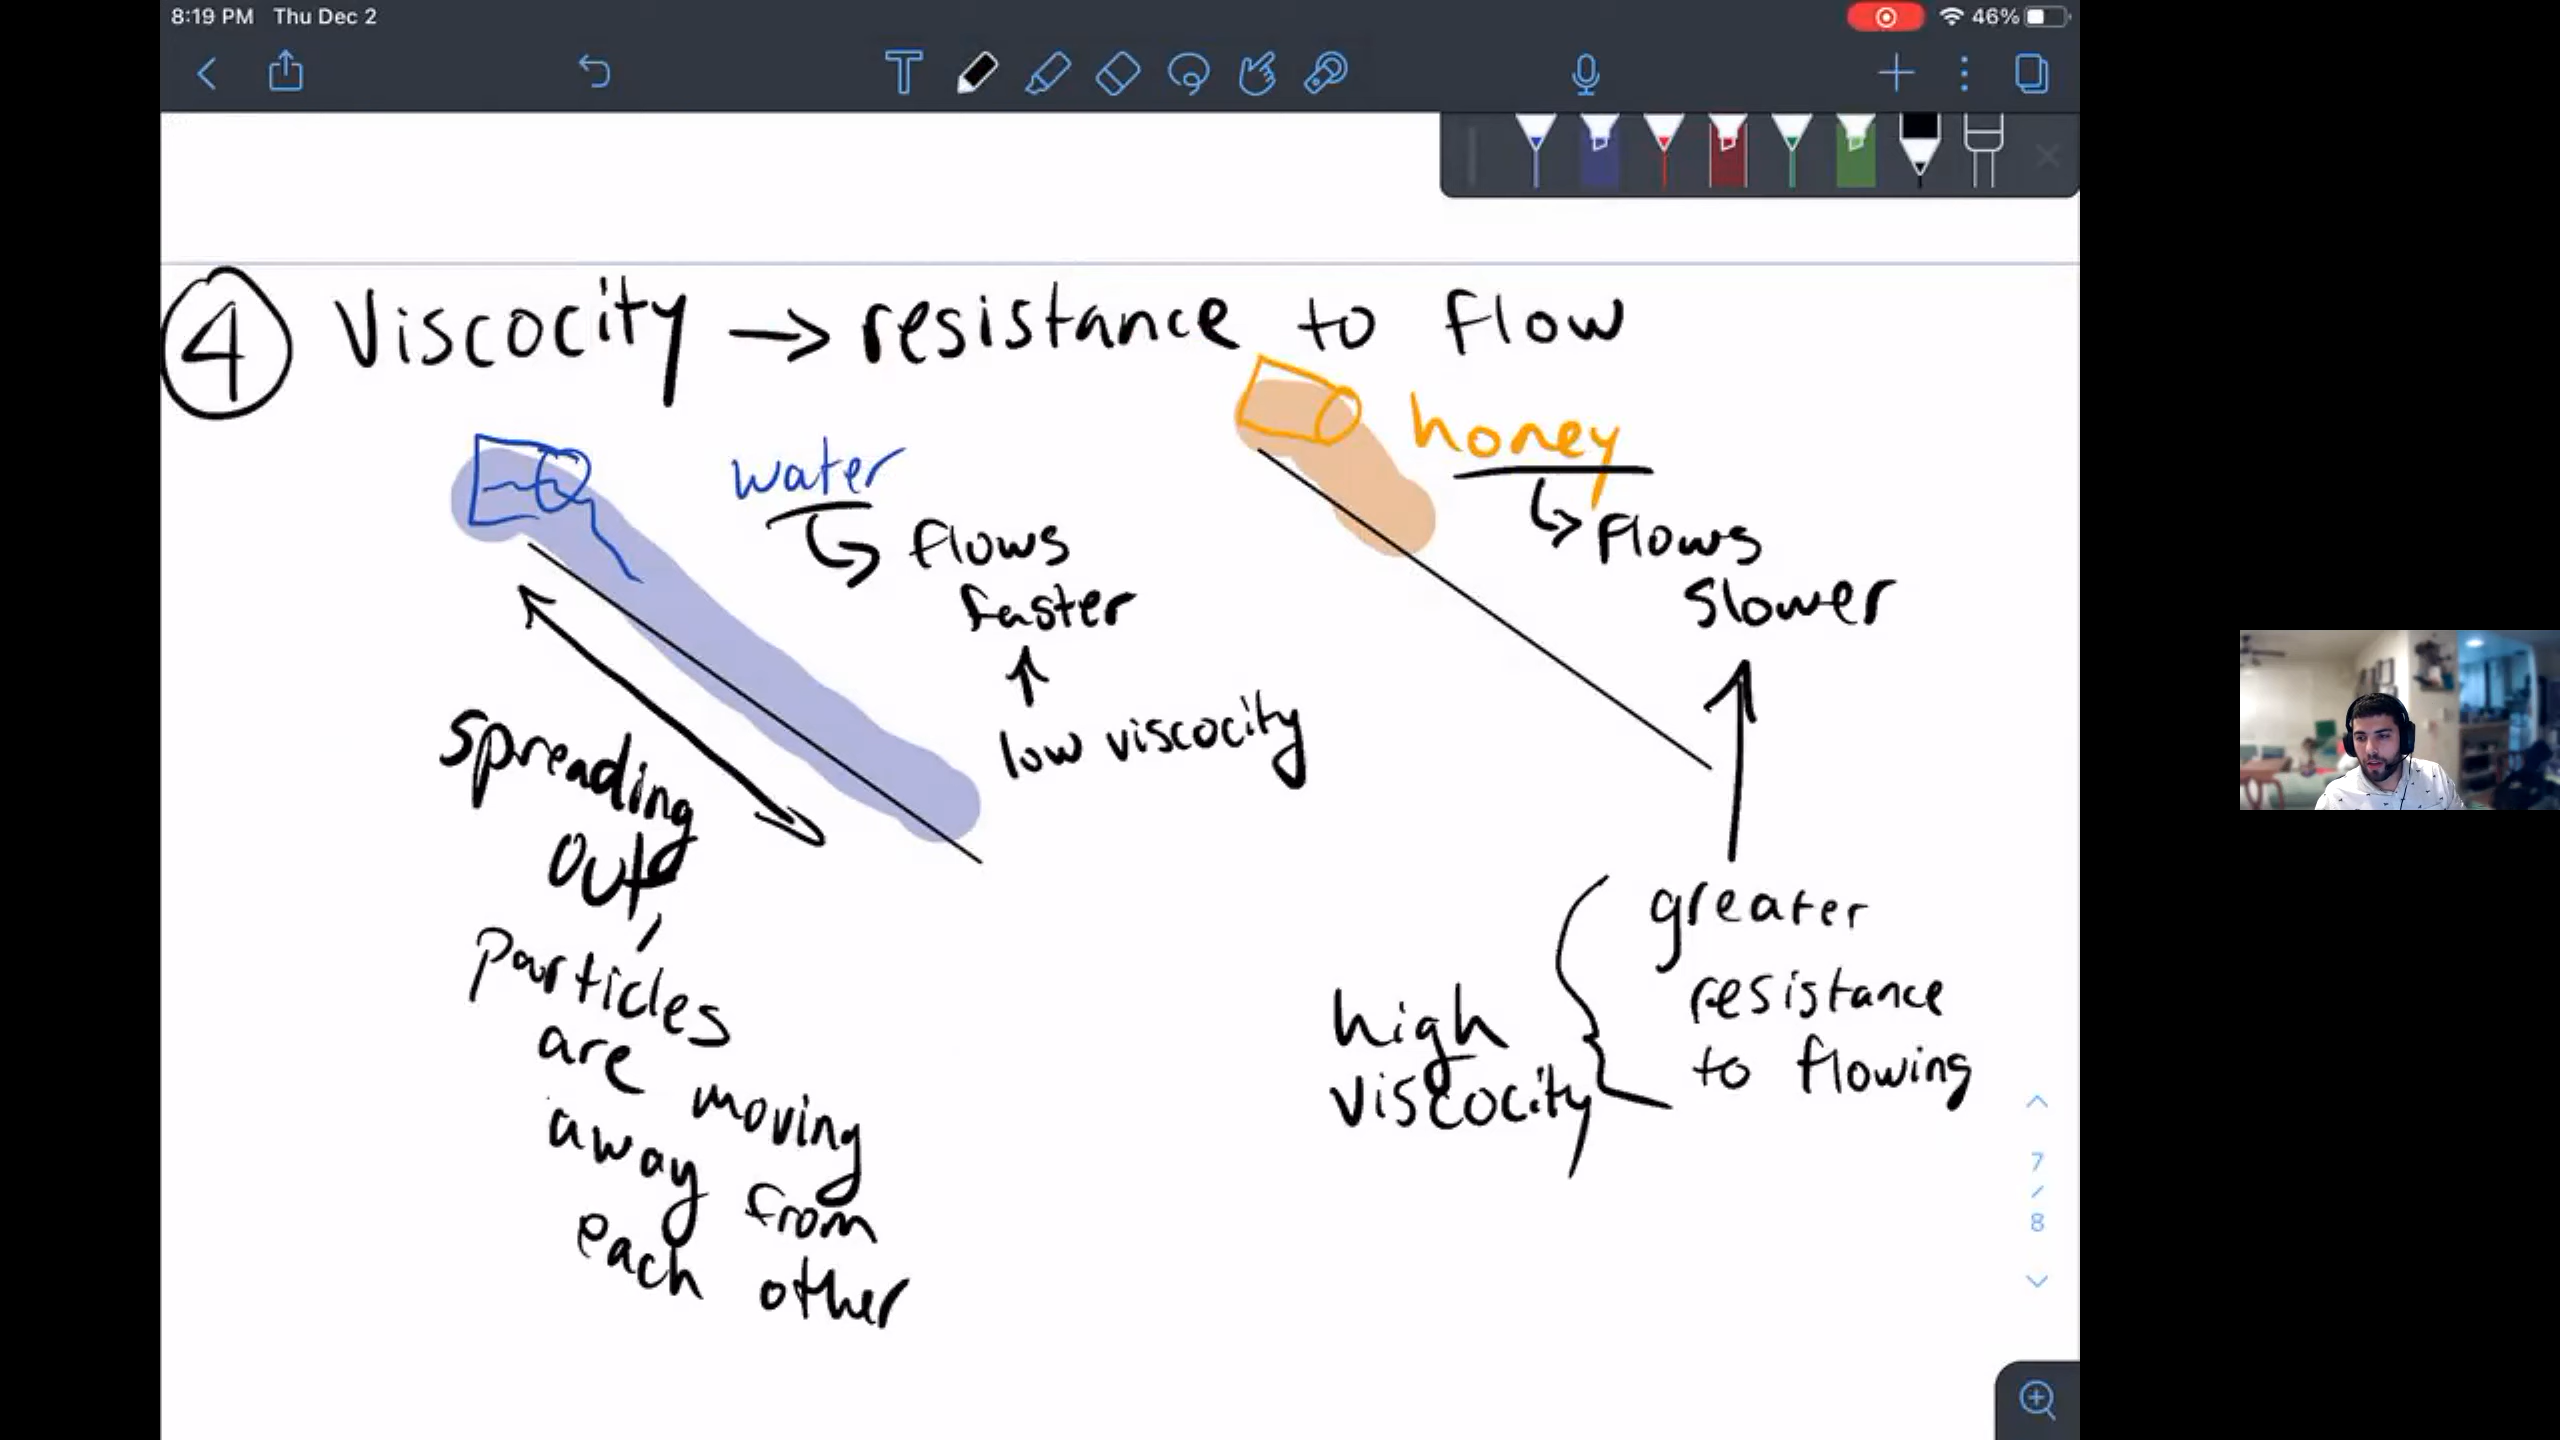 8:19 PM Thu Dec 2
46%
T
4 Viscocity → resistance to flow
water
↳ flows
faster
↑
low viscocity
honey
↳ flows
slower
↑
greater
resistance
to flowing
high
viscocity
spreading
out,
particles
are moving
away from
each other
7
/
8